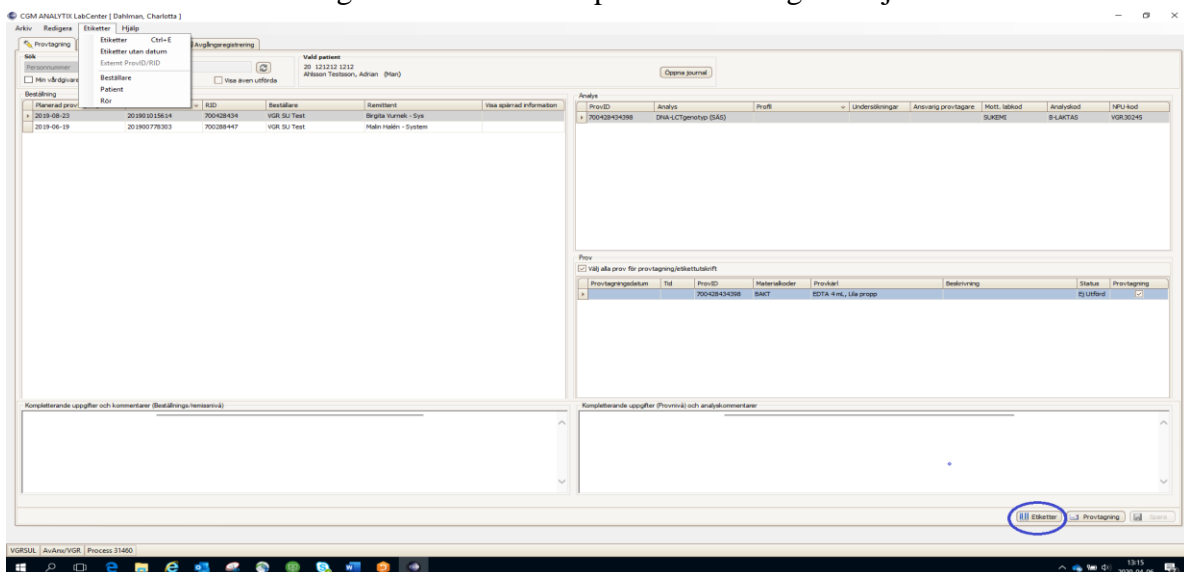 CGM ANALYTIX LabCenter [ Dahlman, Charlotta ]
Arkiv Redigera Etiketter Hjälp
Etiketter Ctrl+E
Etiketter utan datum
Externt ProvID/RID
Beställare
Patient
Rör
Provtagning
Avgångsregistrering
Sök
Personnummer
Min vårdgivare
Visa även utförda
Vald patient
20 121212 1212
Ahlsson Testsson, Adrian (Man)
Öppna journal
Beställning
Planerad prov RID Beställare Remittent Visa spärrad information
2019-08-23 201901015614 700428434 VGR SU Test Birgita Vurnek - Sys
2019-06-19 201900778303 700288447 VGR SU Test Malin Halén - System
Analys
ProvID Analys Profil Undersökningar Ansvarig provtagare Mott. labkod Analyskod NPU-kod
700428434398 DNA-LCTgenotyp (SÄS) SUKEMI B-LAKTAS VGR30245
Prov
Välj alla prov för provtagning/etikettutskrift
Provtagningsdatum Tid ProvID Materialkoder Provkärl Beskrivning Status Provtagning
700428434398 BAKT EDTA 4 mL, Lila propp Ej Utförd
Kompletterande uppgifter och kommentarer (Beställnings-/remissnivå)
Kompletterande uppgifter (Provnivå) och analyskommentarer
Etiketter Provtagning Spara
VGRSUL AvAnx/VGR Process 31460
13:15
2020-04-06